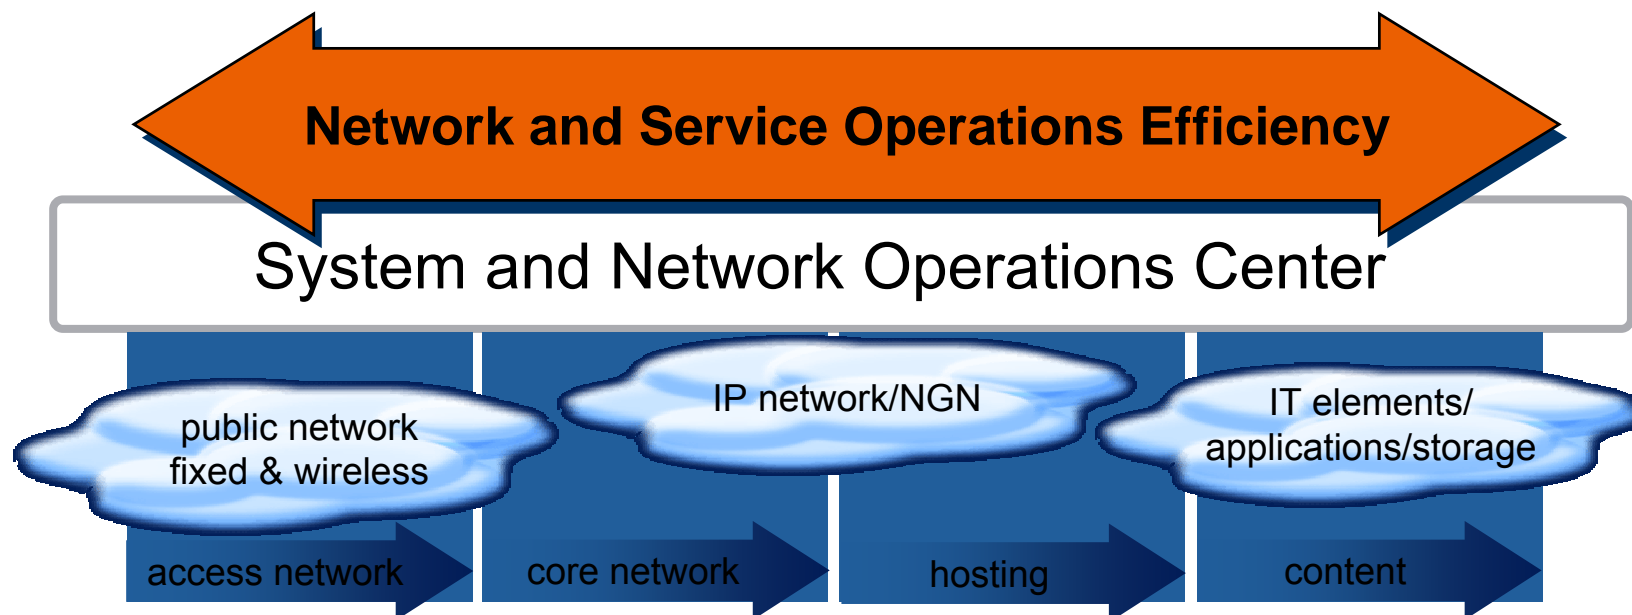 Network and Service Operations Efficiency
System and Network Operations Center
public network
fixed & wireless
IP network/NGN
IT elements/
applications/storage
access network
core network
hosting
content